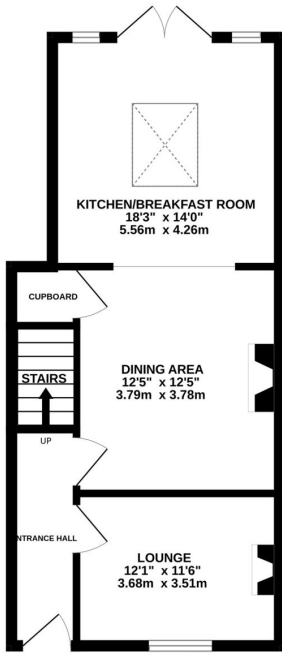 KITCHEN/BREAKFAST ROOM
18'3" x 14'0"
5.56m x 4.26m
CUPBOARD
STAIRS
UP
DINING AREA
12'5" x 12'5"
3.79m x 3.78m
ENTRANCE HALL
LOUNGE
12'1" x 11'6"
3.68m x 3.51m